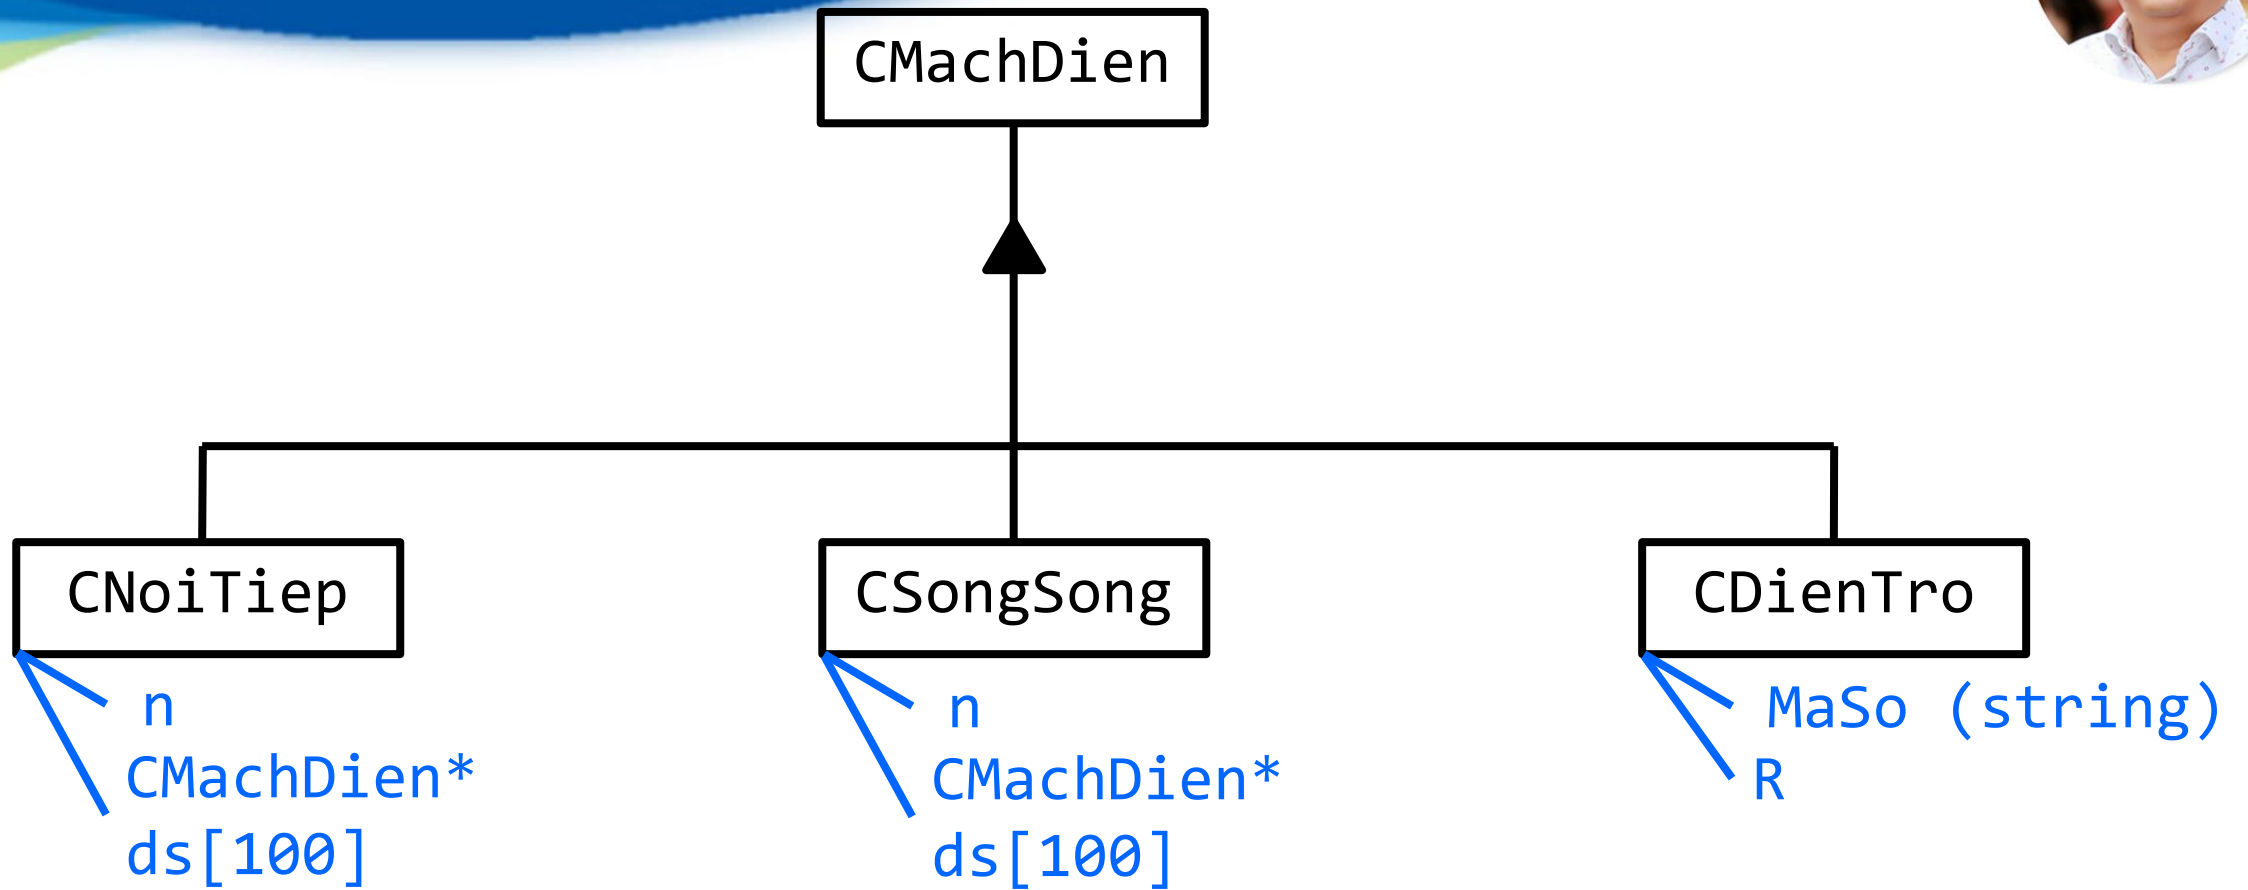 CMachDien
CNoiTiep
n
CMachDien*
ds[100]
CSongSong
n
CMachDien*
ds[100]
CDienTro
MaSo (string)
R